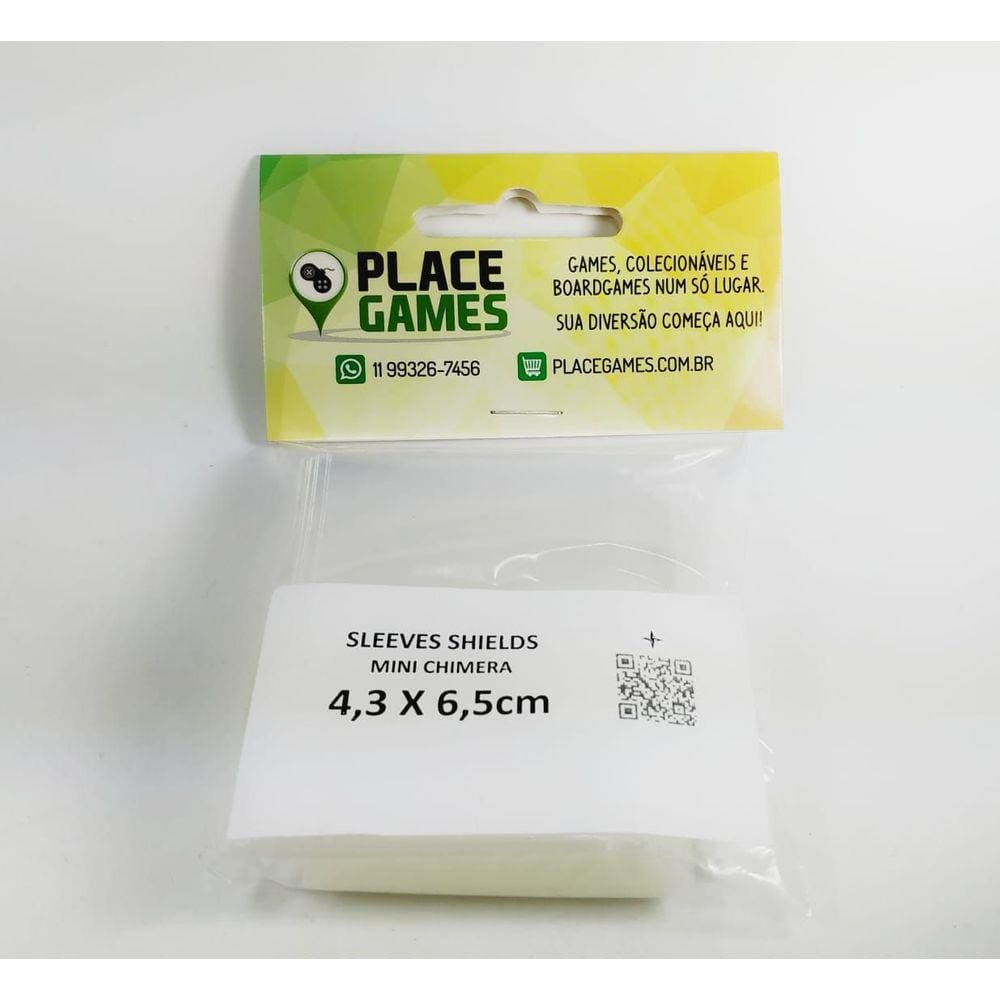 PLACE
GAMES
GAMES, COLECIONÁVEIS E
BOARDGAMES NUM SÓ LUGAR.
SUA DIVERSÃO COMEÇA AQUI!
11 99326-7456
PLACEGAMES.COM.BR
SLEEVES SHIELDS
MINI CHIMERA
4,3 X 6,5cm